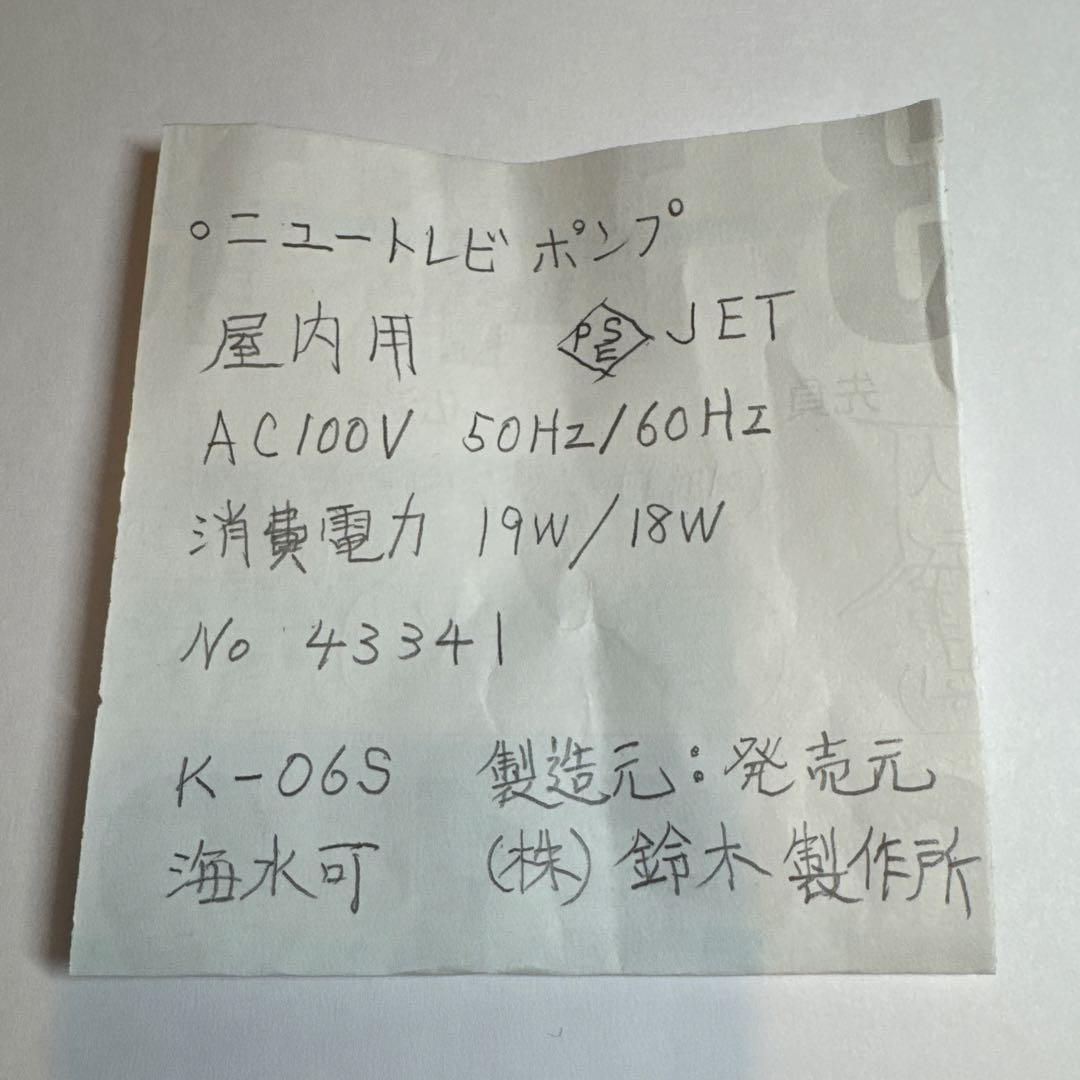 。ニュートレビポンプ
屋内用 PSE JET
AC100V 50Hz/60Hz
消費電力 19W/18W
No 43341
K-06S 製造元:発売元
海水可 (株)鈴木製作所